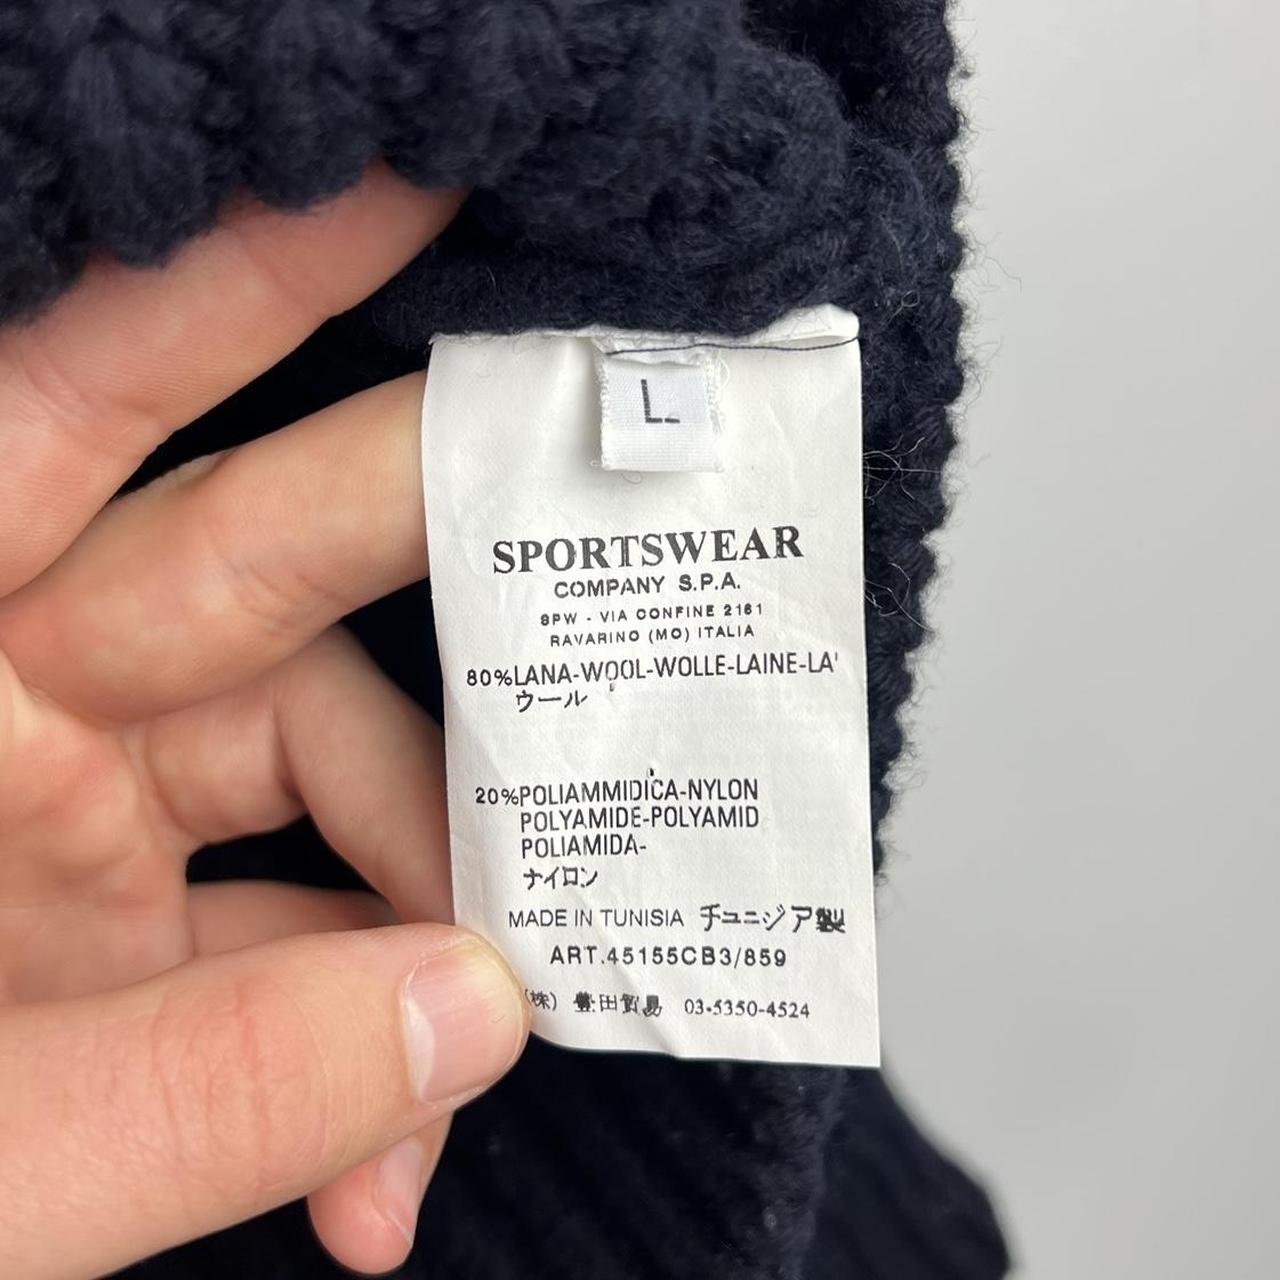 L
SPORTSWEAR
COMPANY S.P.A.
SPW - VIA CONFINE 2161
RAVARINO (MO) ITALIA
80%LANA-WOOL-WOLLE-LAINE-LA'
ウール
20%POLIAMMIDICA-NYLON
POLYAMIDE-POLYAMID
POLIAMIDA-
ナイロン
MADE IN TUNISIA チュニジア製
ART.45155CB3/859
(株) 豊田貿易 03-5350-4524